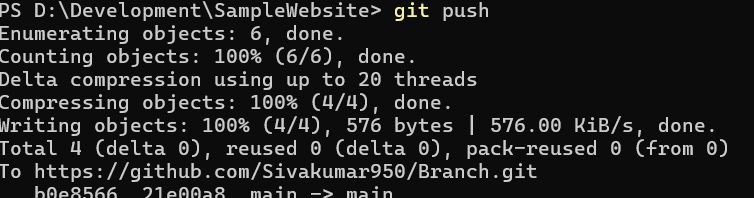 PS D:\Development\SampleWebsite> git push
Enumerating objects: 6, done.
Counting objects: 100% (6/6), done.
Delta compression using up to 20 threads
Compressing objects: 100% (4/4), done.
Writing objects: 100% (4/4), 576 bytes | 576.00 KiB/s, done.
Total 4 (delta 0), reused 0 (delta 0), pack-reused 0 (from 0)
To https://github.com/Sivakumar950/Branch.git
b0e8566..21e00a8  main -> main